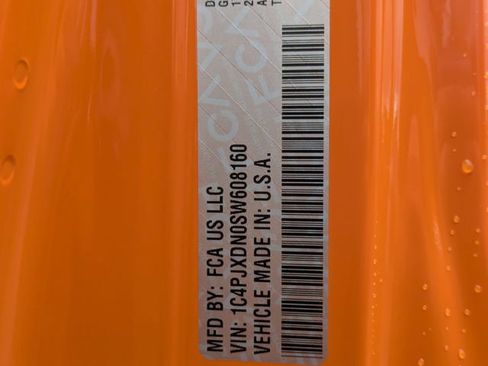 MFD BY: FCA US LLC
VIN: 1C4PJXDN0SW608160
VEHICLE MADE IN: U.S.A.